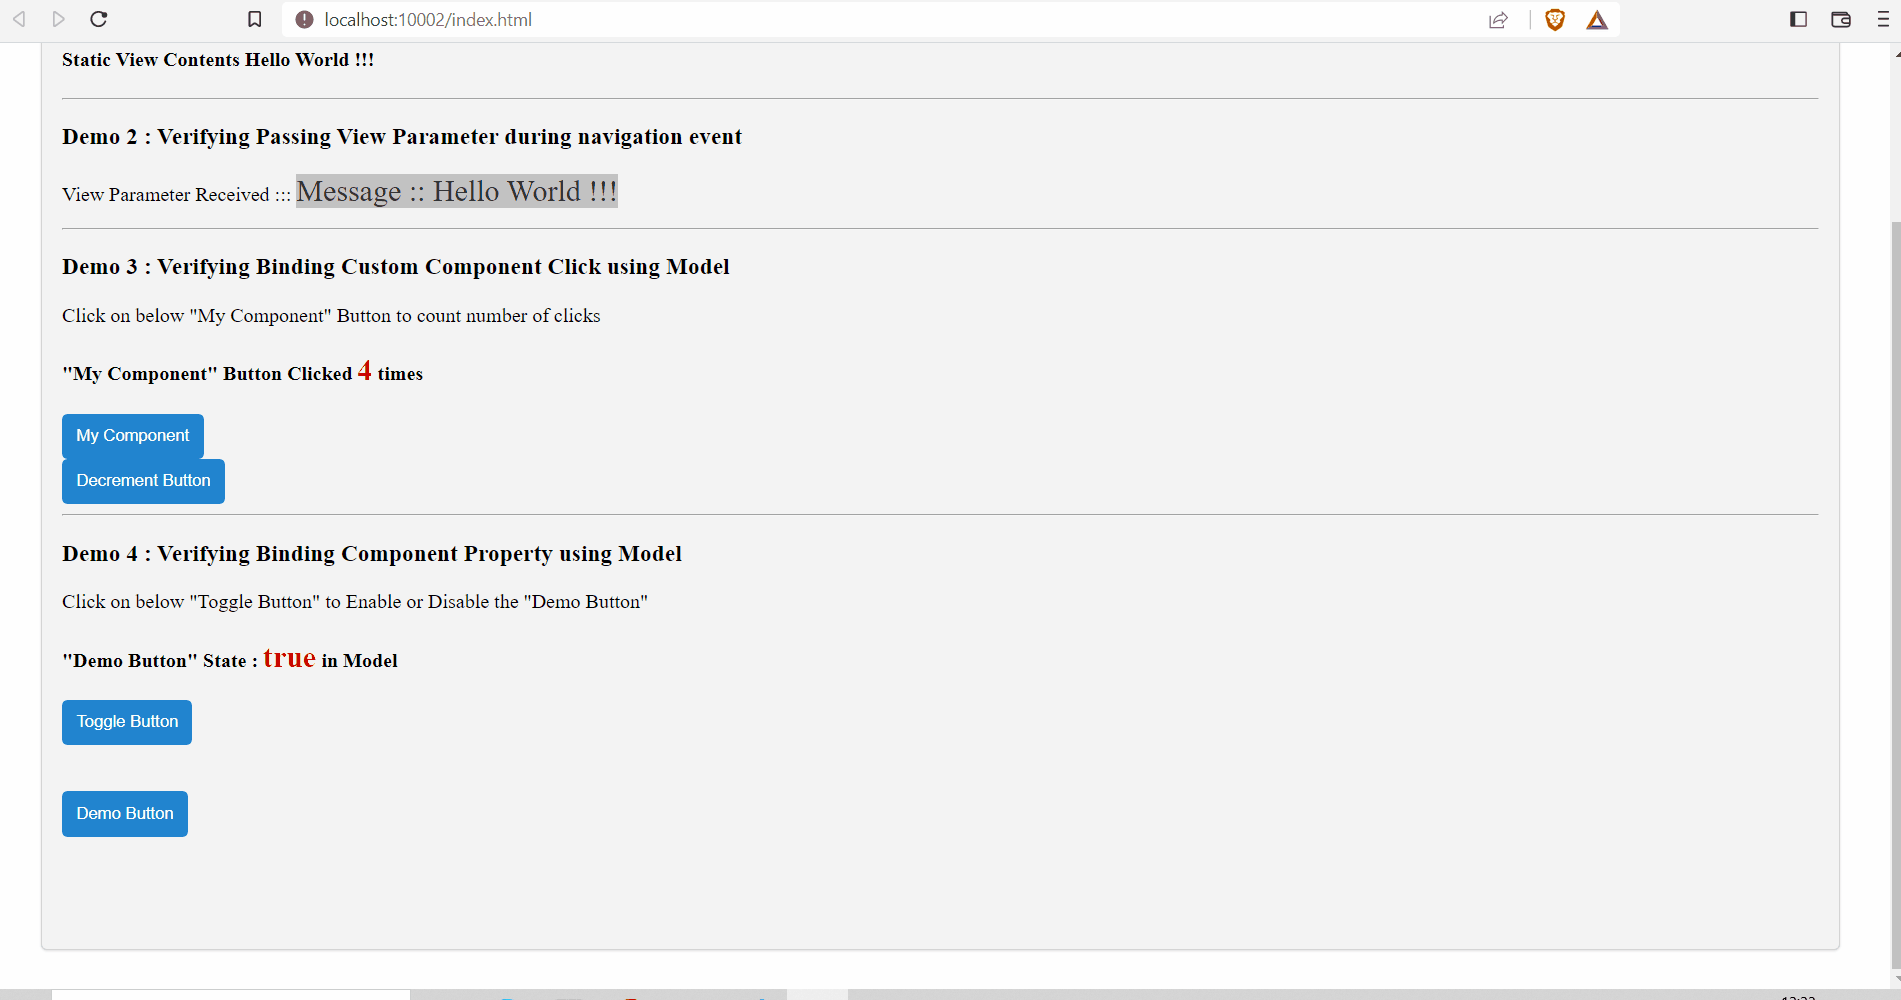 localhost:10002/index.html
Static View Contents Hello World !!!
Demo 2 : Verifying Passing View Parameter during navigation event
View Parameter Received ::: Message :: Hello World !!!
Demo 3 : Verifying Binding Custom Component Click using Model
Click on below "My Component" Button to count number of clicks
"My Component" Button Clicked 4 times
My Component
Decrement Button
Demo 4 : Verifying Binding Component Property using Model
Click on below "Toggle Button" to Enable or Disable the "Demo Button"
"Demo Button" State : true in Model
Toggle Button
Demo Button